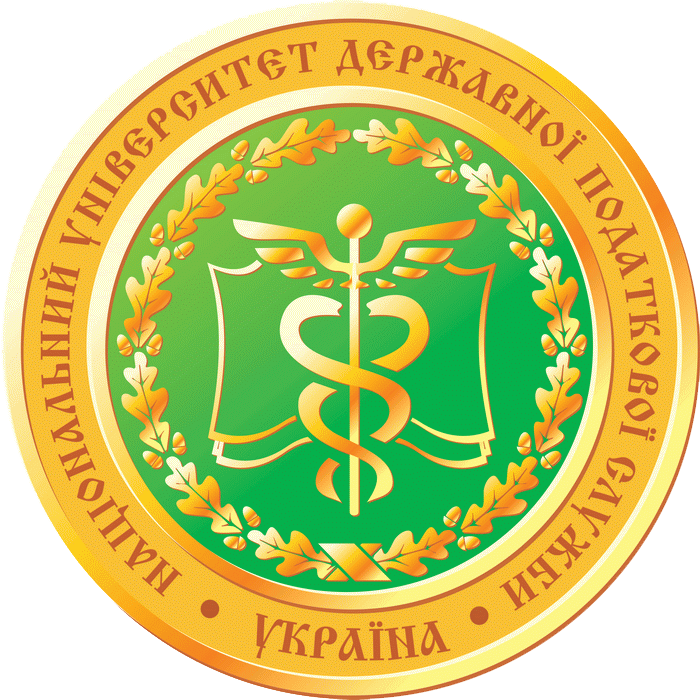 НАЦІОНАЛЬНИЙ УНІВЕРСИТЕТ ДЕРЖАВНОЇ ПОДАТКОВОЇ СЛУЖБИ
• УКРАЇНА •